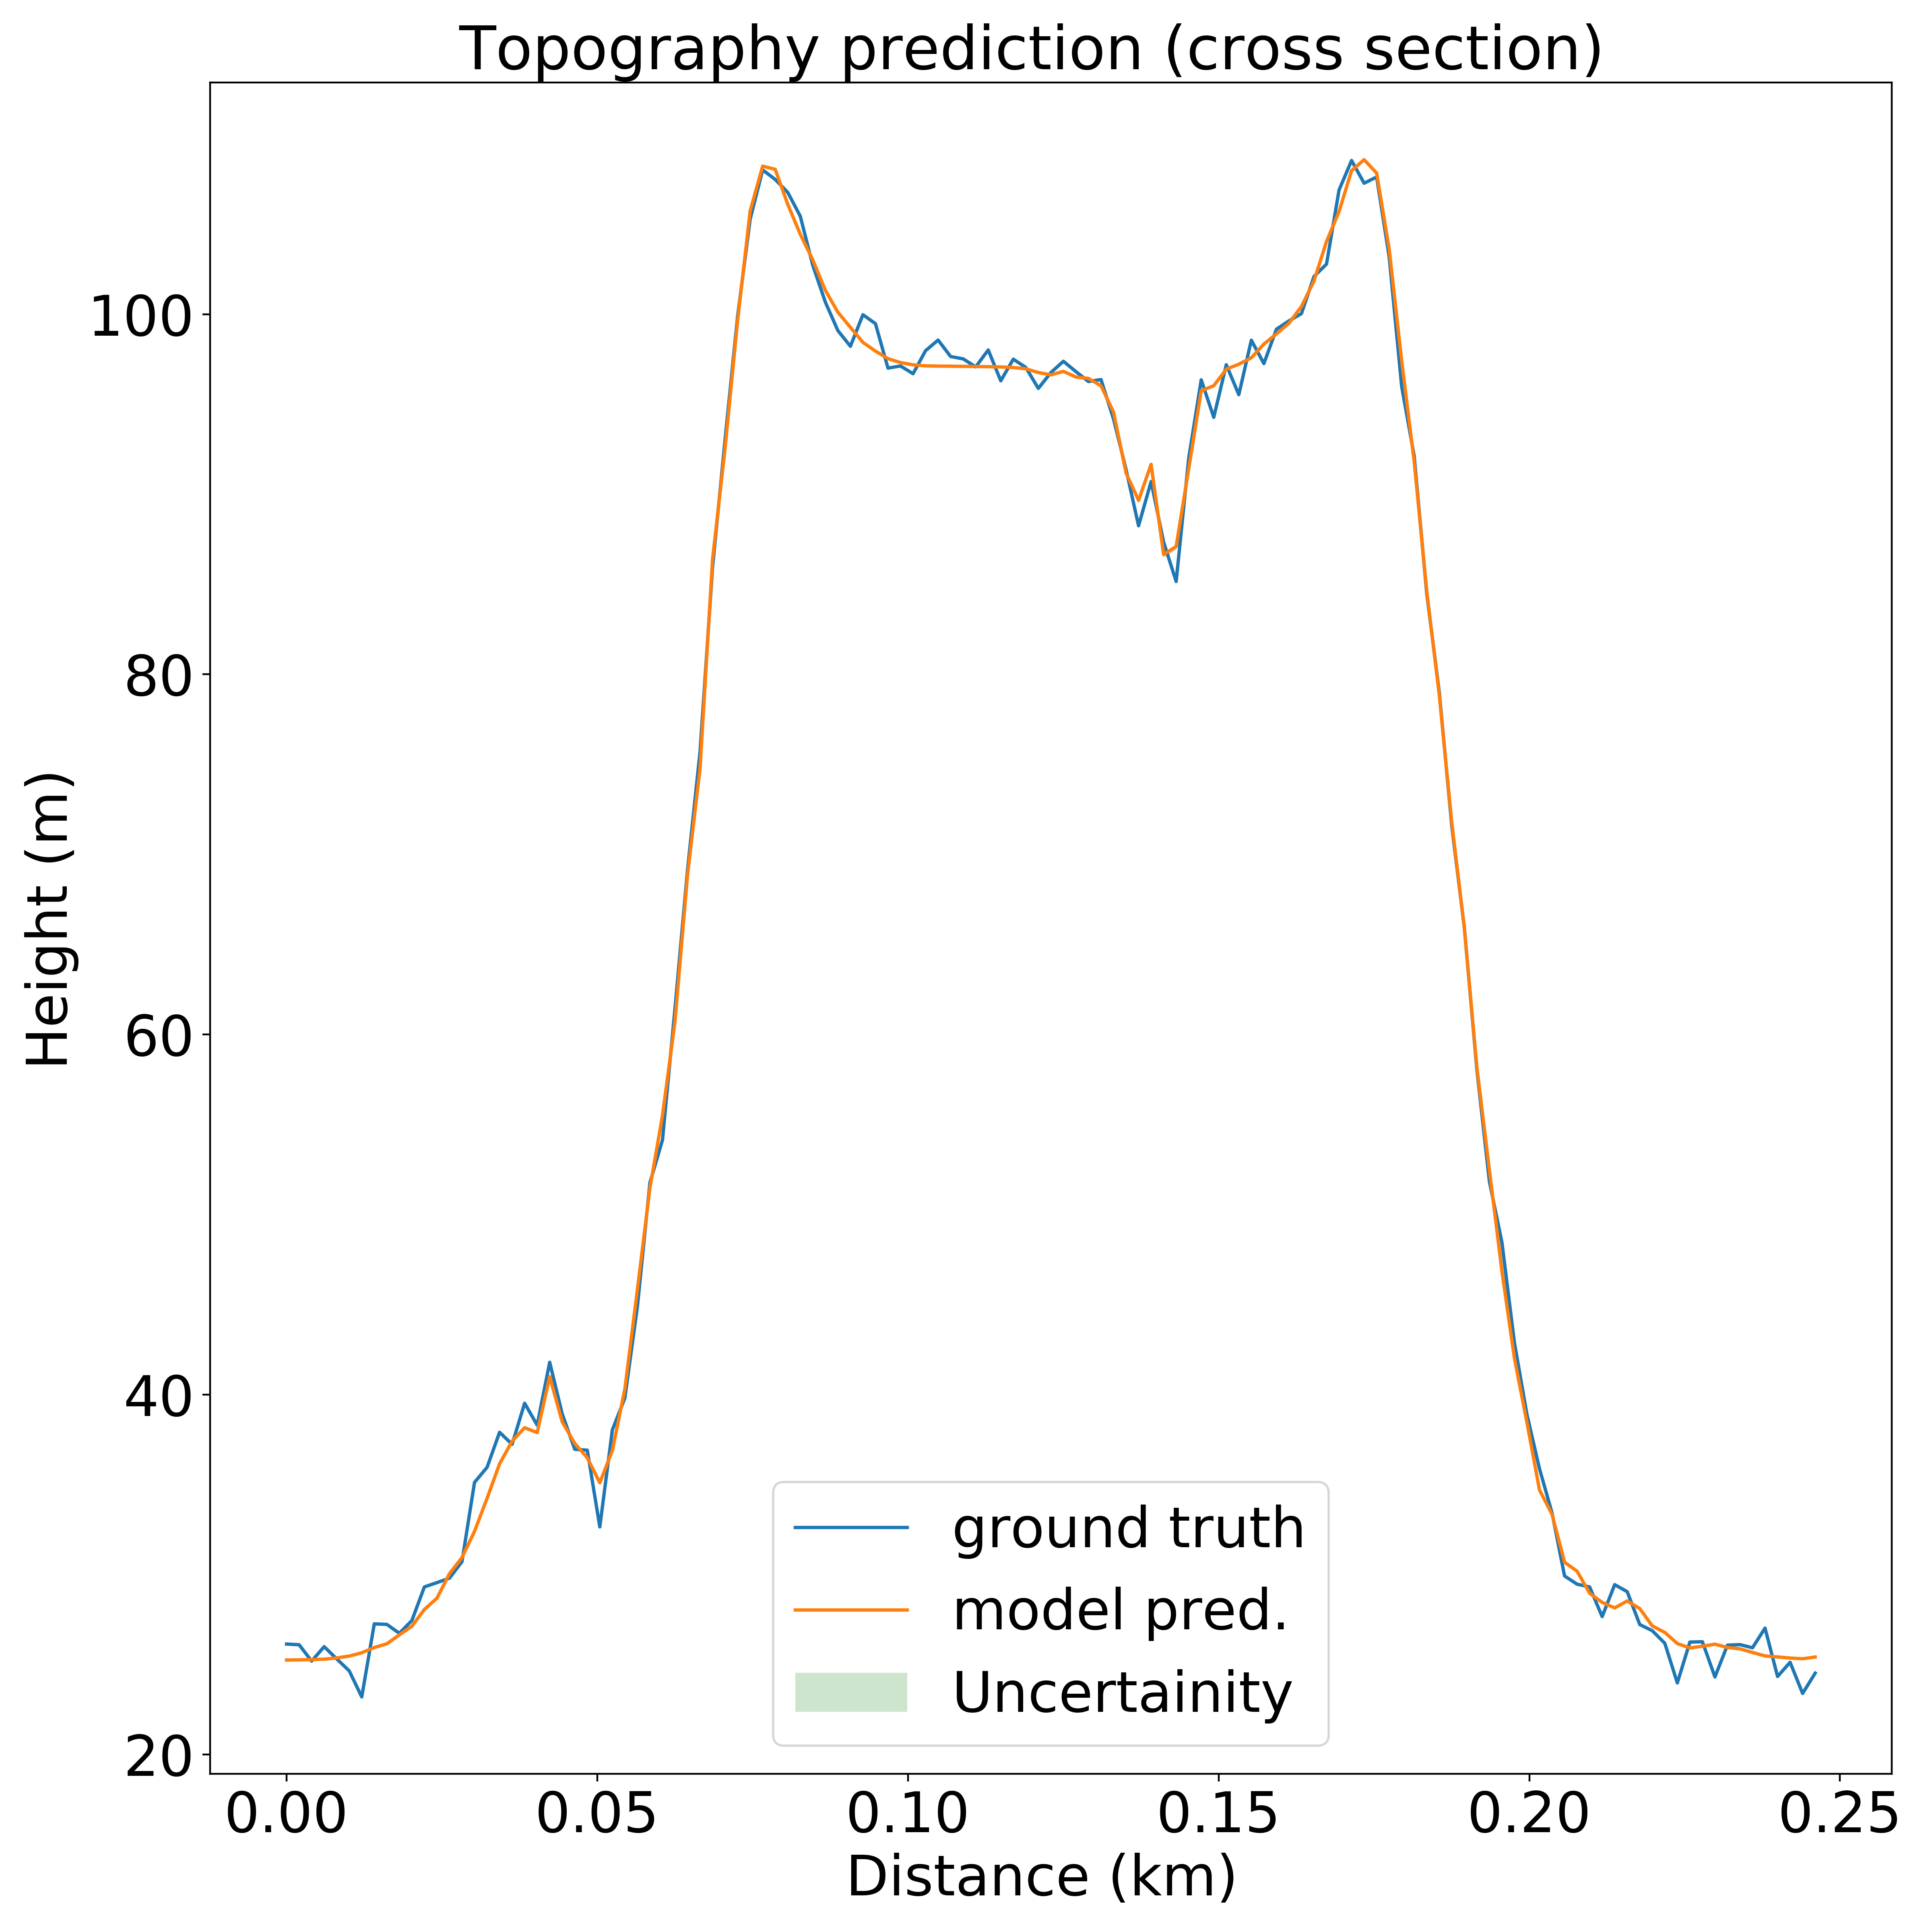 Topography prediction (cross section)
Height (m)
100
80
60
40
20
ground truth
model pred.
Uncertainity
0.00 0.05 0.10 0.15 0.20 0.25
Distance (km)